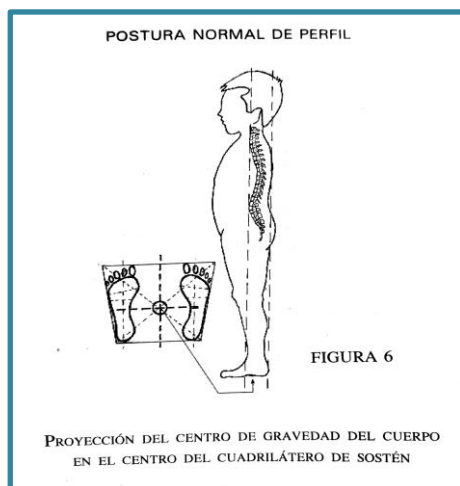 POSTURA NORMAL DE PERFIL
FIGURA 6
PROYECCIÓN DEL CENTRO DE GRAVEDAD DEL CUERPO
EN EL CENTRO DEL CUADRILÁTERO DE SOSTÉN